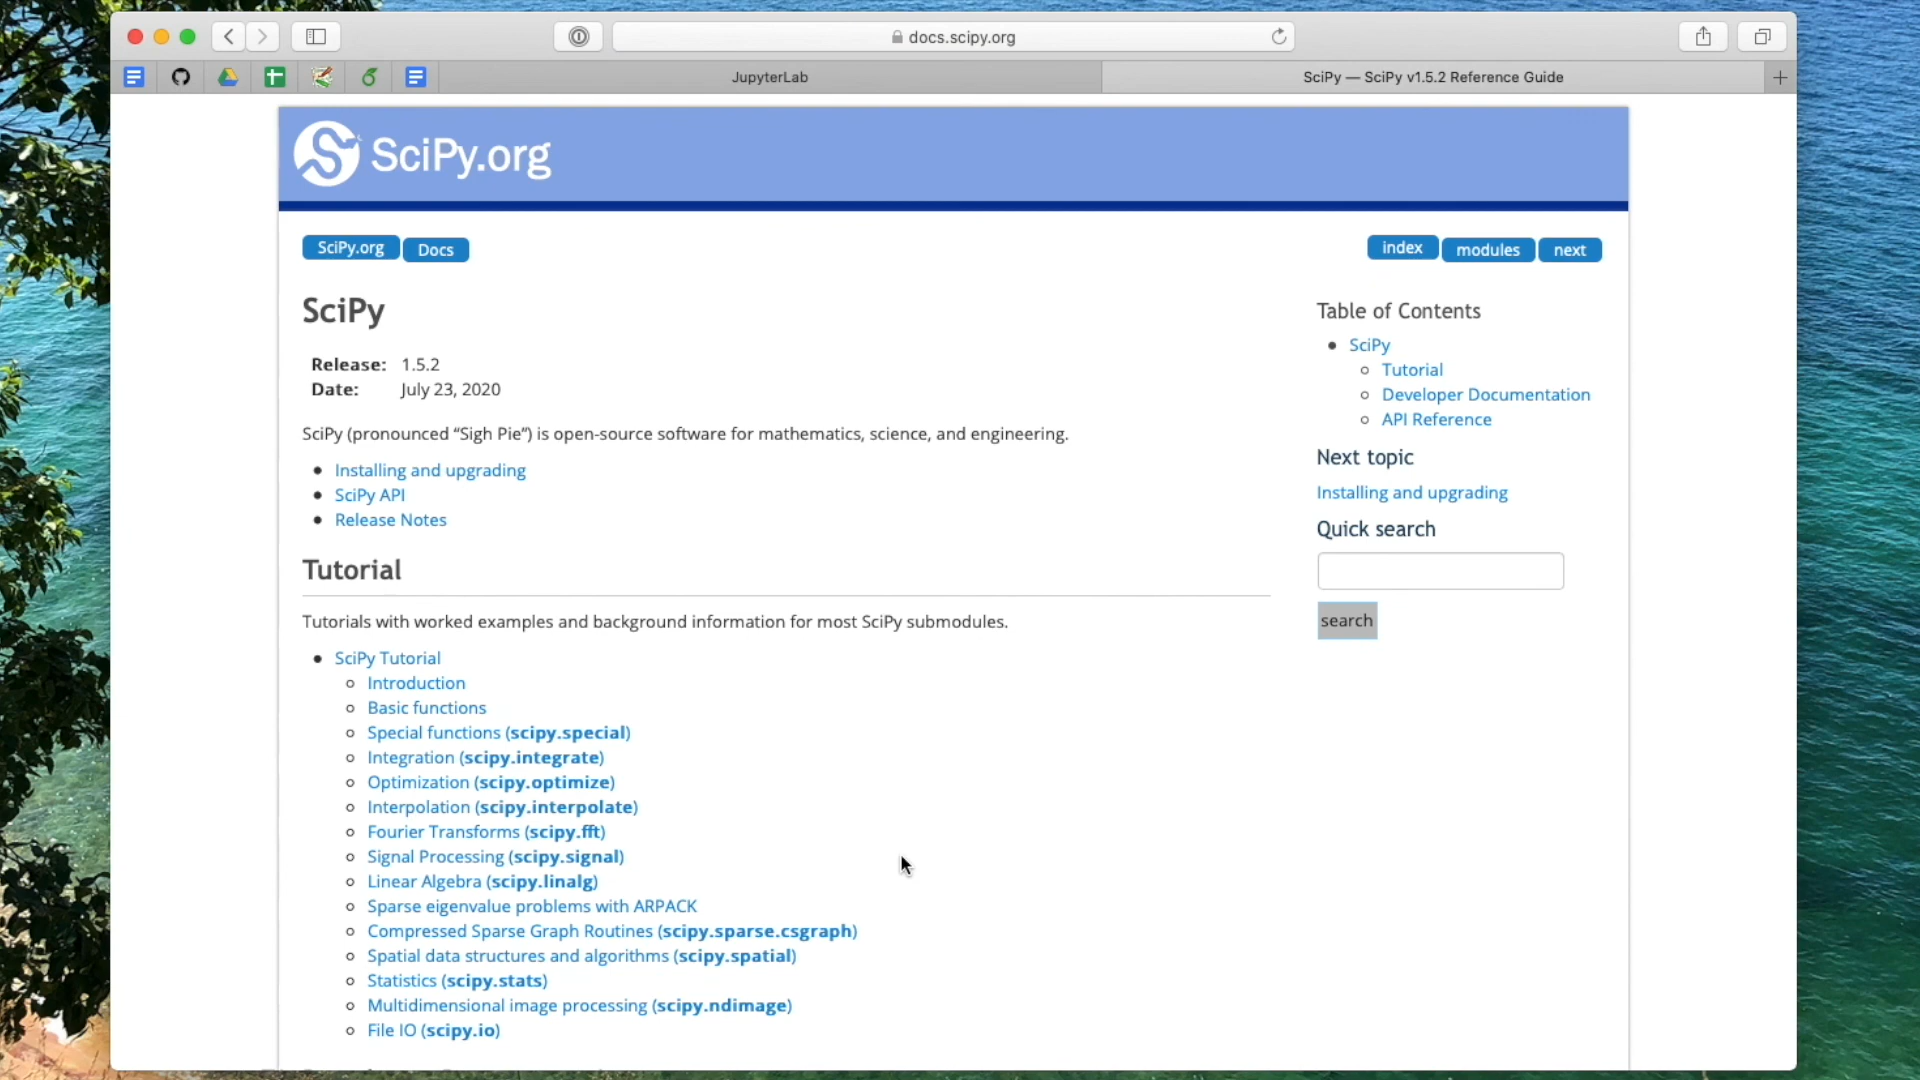 docs.scipy.org
JupyterLab
SciPy — SciPy v1.5.2 Reference Guide
SciPy.org
SciPy.org
Docs
index
modules
next
SciPy
Release: 1.5.2
Date: July 23, 2020
SciPy (pronounced “Sigh Pie”) is open-source software for mathematics, science, and engineering.
Installing and upgrading
SciPy API
Release Notes
Tutorial
Tutorials with worked examples and background information for most SciPy submodules.
SciPy Tutorial
Introduction
Basic functions
Special functions (scipy.special)
Integration (scipy.integrate)
Optimization (scipy.optimize)
Interpolation (scipy.interpolate)
Fourier Transforms (scipy.fft)
Signal Processing (scipy.signal)
Linear Algebra (scipy.linalg)
Sparse eigenvalue problems with ARPACK
Compressed Sparse Graph Routines (scipy.sparse.csgraph)
Spatial data structures and algorithms (scipy.spatial)
Statistics (scipy.stats)
Multidimensional image processing (scipy.ndimage)
File IO (scipy.io)
Table of Contents
SciPy
Tutorial
Developer Documentation
API Reference
Next topic
Installing and upgrading
Quick search
search